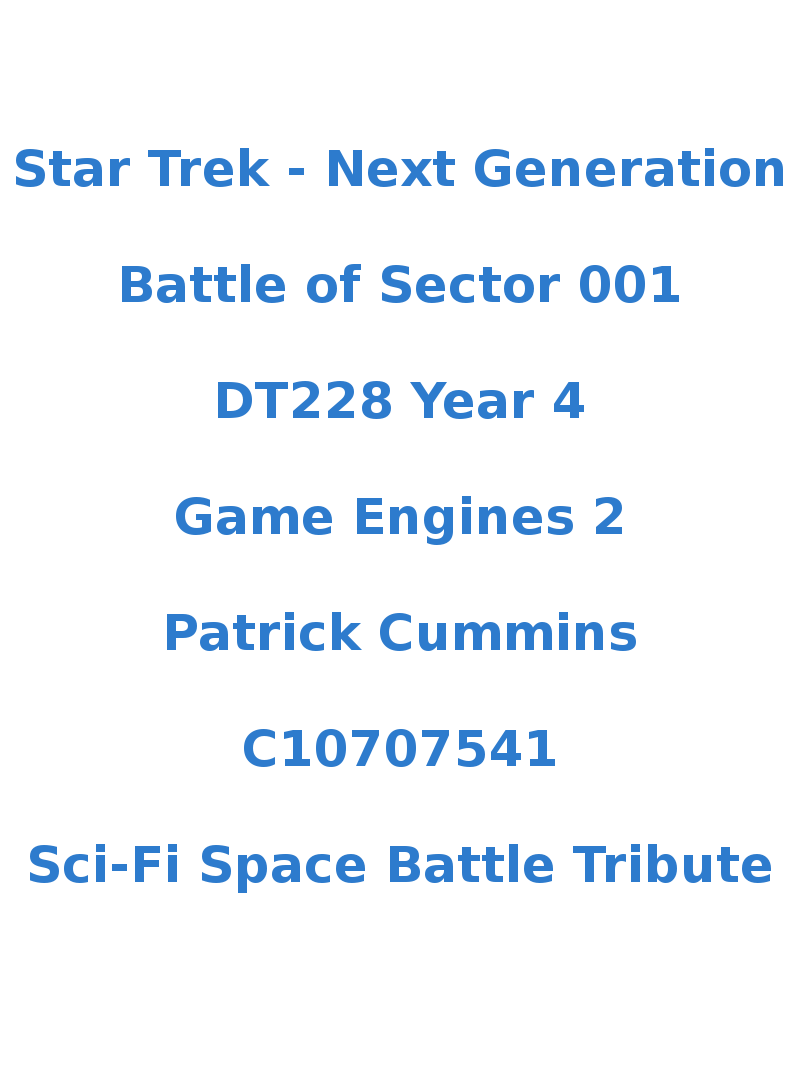 Star Trek - Next Generation
Battle of Sector 001
DT228 Year 4
Game Engines 2
Patrick Cummins
C10707541
Sci-Fi Space Battle Tribute